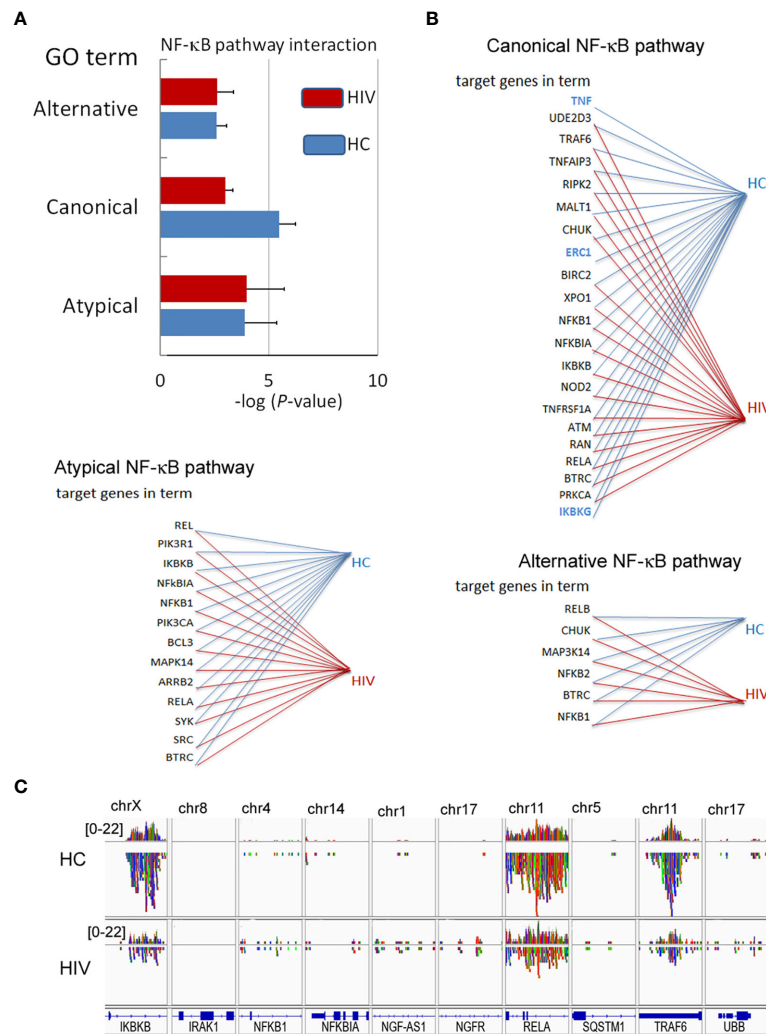 A
NF-κB pathway interaction
GO term
Alternative
Canonical
Atypical
HIV
HC
0
5
10
-log (P-value)
B
Canonical NF-κB pathway
target genes in term
TNF
UDE2D3
TRAF6
TNFAIP3
RIPK2
MALT1
CHUK
ERC1
BIRC2
XPO1
NFKB1
NFKBIA
IKBKB
NOD2
TNFRSF1A
ATM
RAN
RELA
BTRC
PRKCA
IKBKG
HC
HIV
Atypical NF-κB pathway
target genes in term
REL
PIK3R1
IKBKB
NFkBIA
NFKB1
PIK3CA
BCL3
MAPK14
ARRB2
RELA
SYK
SRC
BTRC
HC
HIV
Alternative NF-κB pathway
target genes in term
RELB
CHUK
MAP3K14
NFKB2
BTRC
NFKB1
HC
HIV
C
chrX chr8 chr4 chr14 chr1 chr17 chr11 chr5 chr11 chr17
[0-22]
HC
[0-22]
HIV
IKBKB IRAK1 NFKB1 NFKBIA NGF-AS1 NGFR RELA SQSTM1 TRAF6 UBB